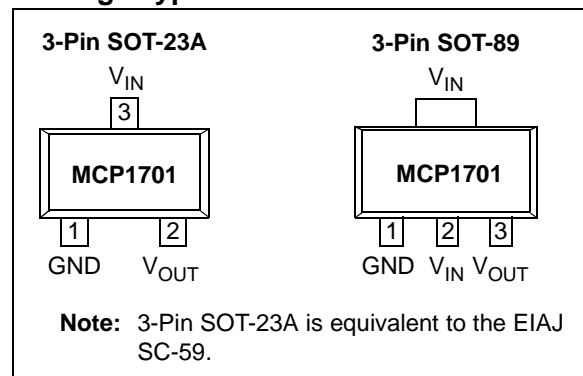 3-Pin SOT-23A
VIN
3
MCP1701
1 2
GND VOUT
3-Pin SOT-89
VIN
MCP1701
1 2 3
GND VIN VOUT
Note: 3-Pin SOT-23A is equivalent to the EIAJ
SC-59.